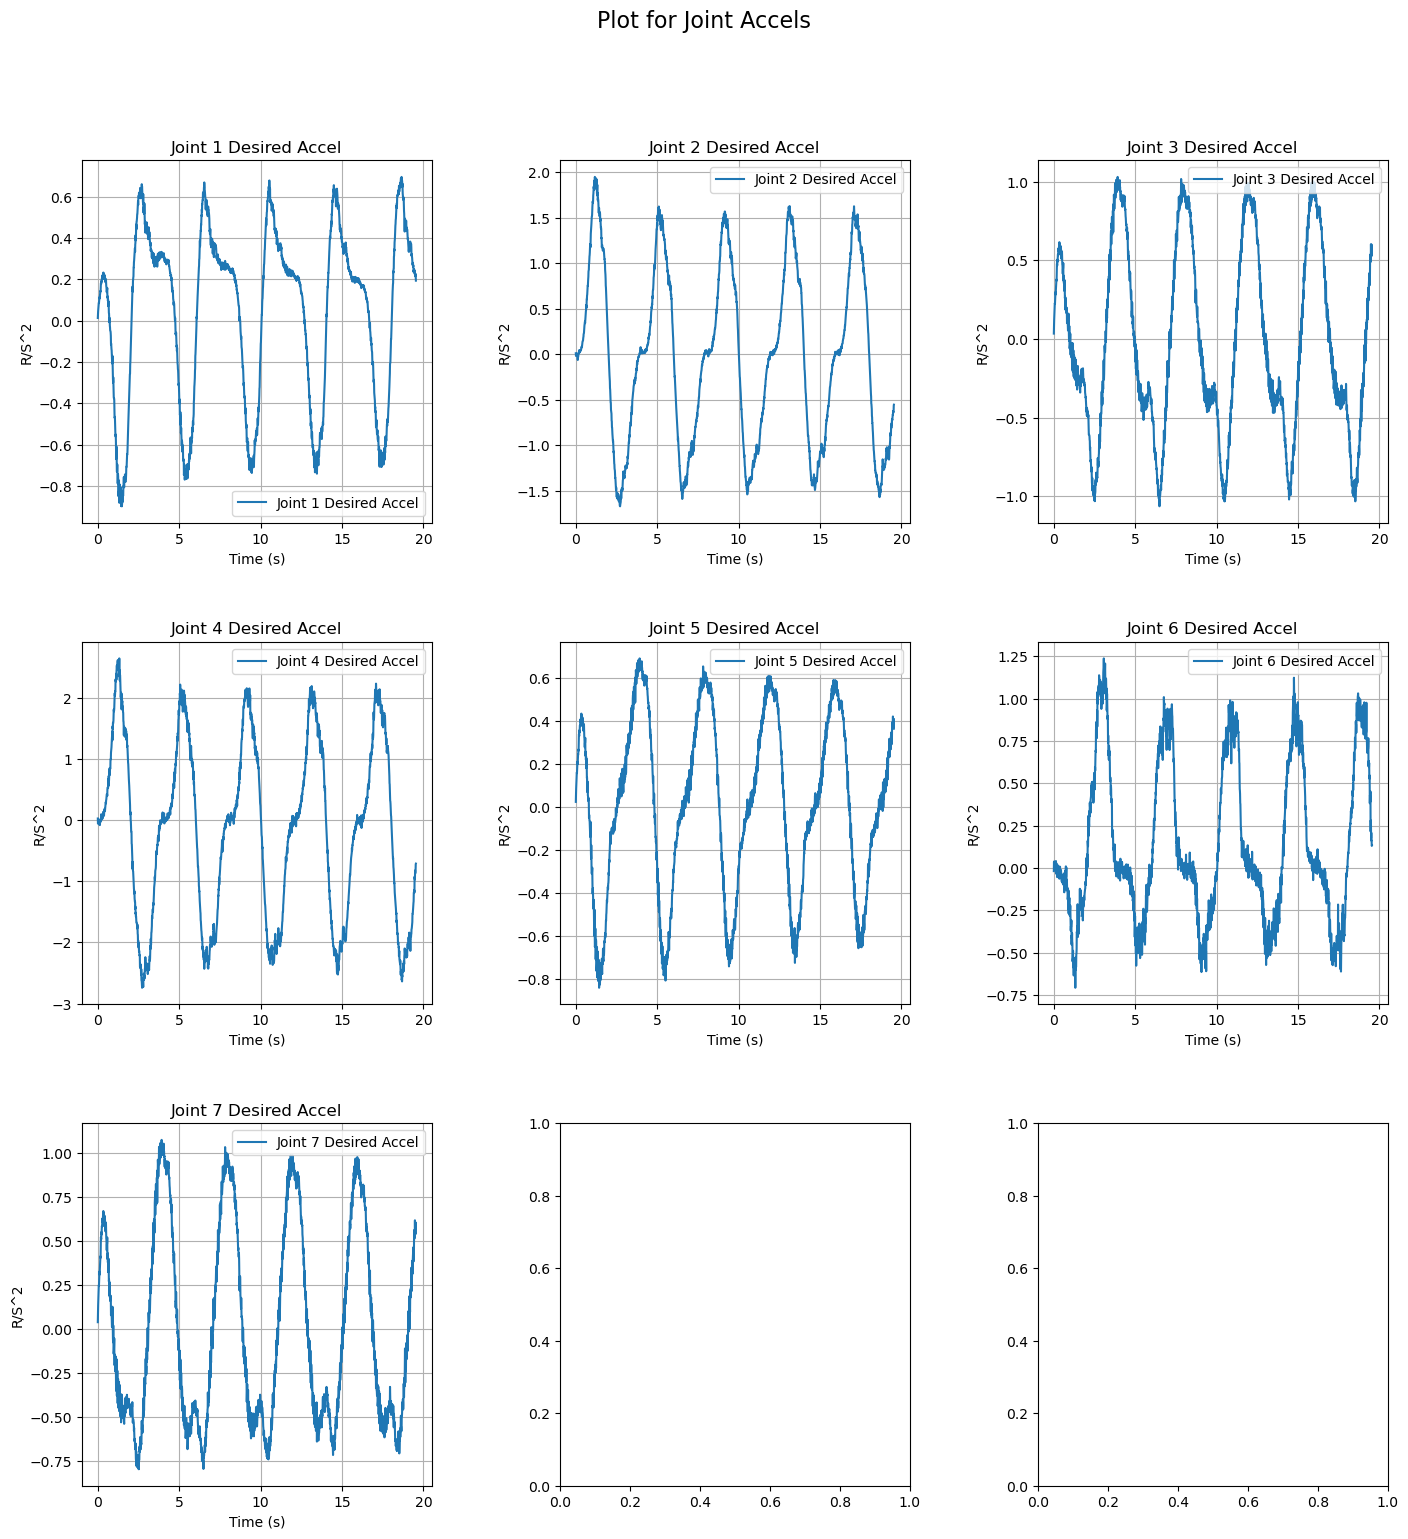 Plot for Joint Accels
Joint 1 Desired Accel
R/S^2
0.6
0.4
0.2
0.0
−0.2
−0.4
−0.6
−0.8
Joint 1 Desired Accel
0 5 10 15 20
Time (s)
Joint 2 Desired Accel
R/S^2
2.0
1.5
1.0
0.5
0.0
−0.5
−1.0
−1.5
Joint 2 Desired Accel
0 5 10 15 20
Time (s)
Joint 3 Desired Accel
R/S^2
1.0
0.5
0.0
−0.5
−1.0
Joint 3 Desired Accel
0 5 10 15 20
Time (s)
Joint 4 Desired Accel
R/S^2
2
1
0
−1
−2
−3
Joint 4 Desired Accel
0 5 10 15 20
Time (s)
Joint 5 Desired Accel
R/S^2
0.6
0.4
0.2
0.0
−0.2
−0.4
−0.6
−0.8
Joint 5 Desired Accel
0 5 10 15 20
Time (s)
Joint 6 Desired Accel
R/S^2
1.25
1.00
0.75
0.50
0.25
0.00
−0.25
−0.50
−0.75
Joint 6 Desired Accel
0 5 10 15 20
Time (s)
Joint 7 Desired Accel
R/S^2
1.00
0.75
0.50
0.25
0.00
−0.25
−0.50
−0.75
Joint 7 Desired Accel
0 5 10 15 20
Time (s)
1.0
0.8
0.6
0.4
0.2
0.0
0.0 0.2 0.4 0.6 0.8 1.0
1.0
0.8
0.6
0.4
0.2
0.0
0.0 0.2 0.4 0.6 0.8 1.0